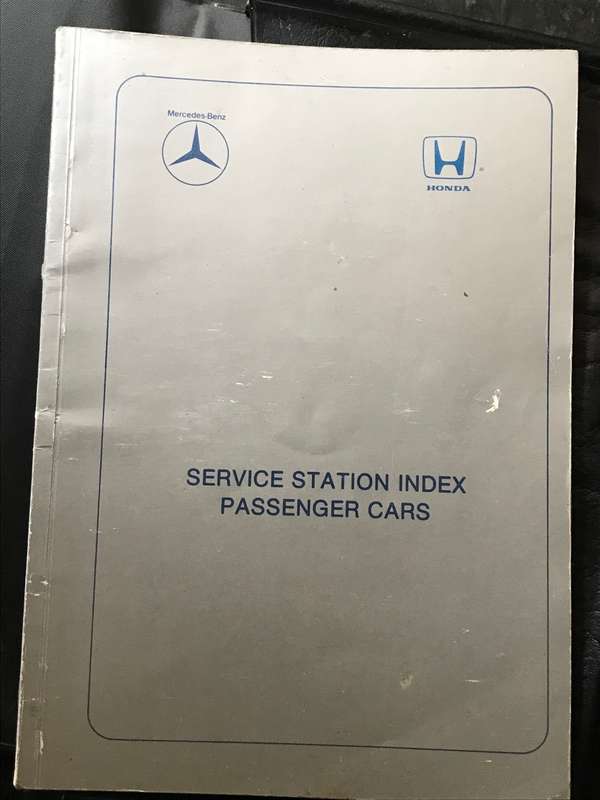 Mercedes-Benz
HONDA
SERVICE STATION INDEX
PASSENGER CARS